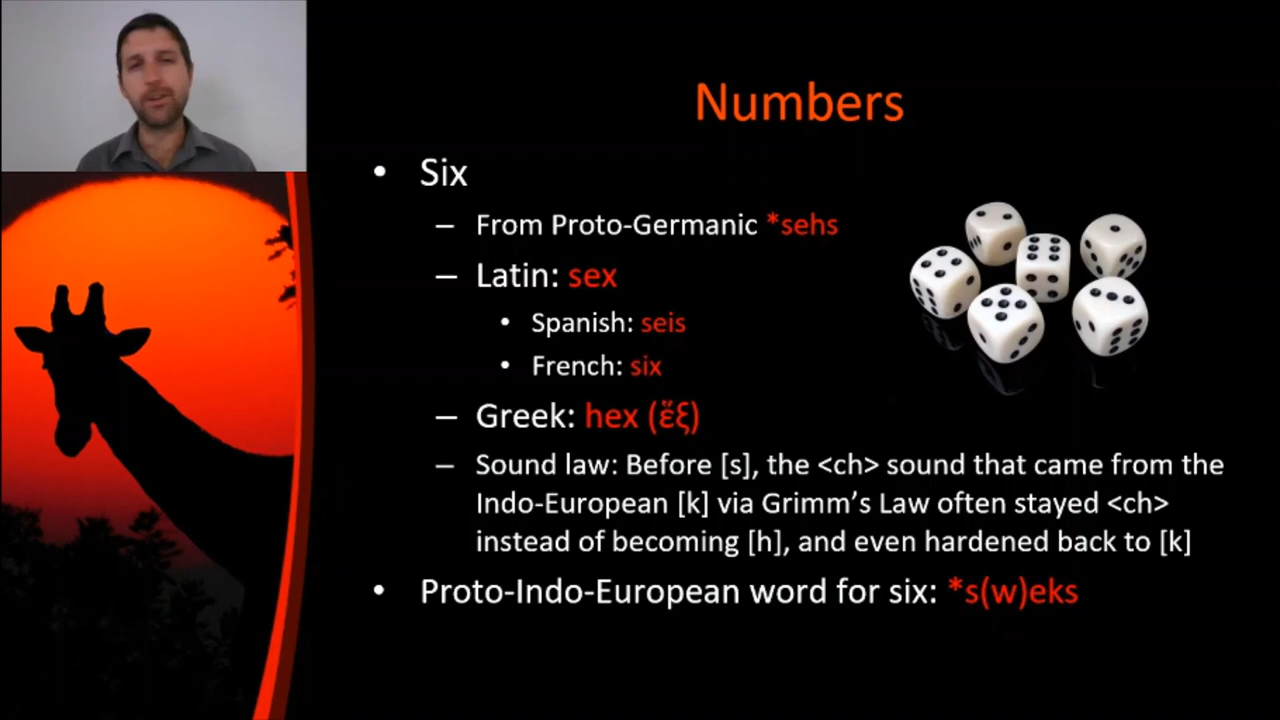 Numbers
• Six
– From Proto-Germanic *sehs
– Latin: sex
• Spanish: seis
• French: six
– Greek: hex (ἕξ)
– Sound law: Before [s], the <ch> sound that came from the
Indo-European [k] via Grimm’s Law often stayed <ch>
instead of becoming [h], and even hardened back to [k]
• Proto-Indo-European word for six: *s(w)eks